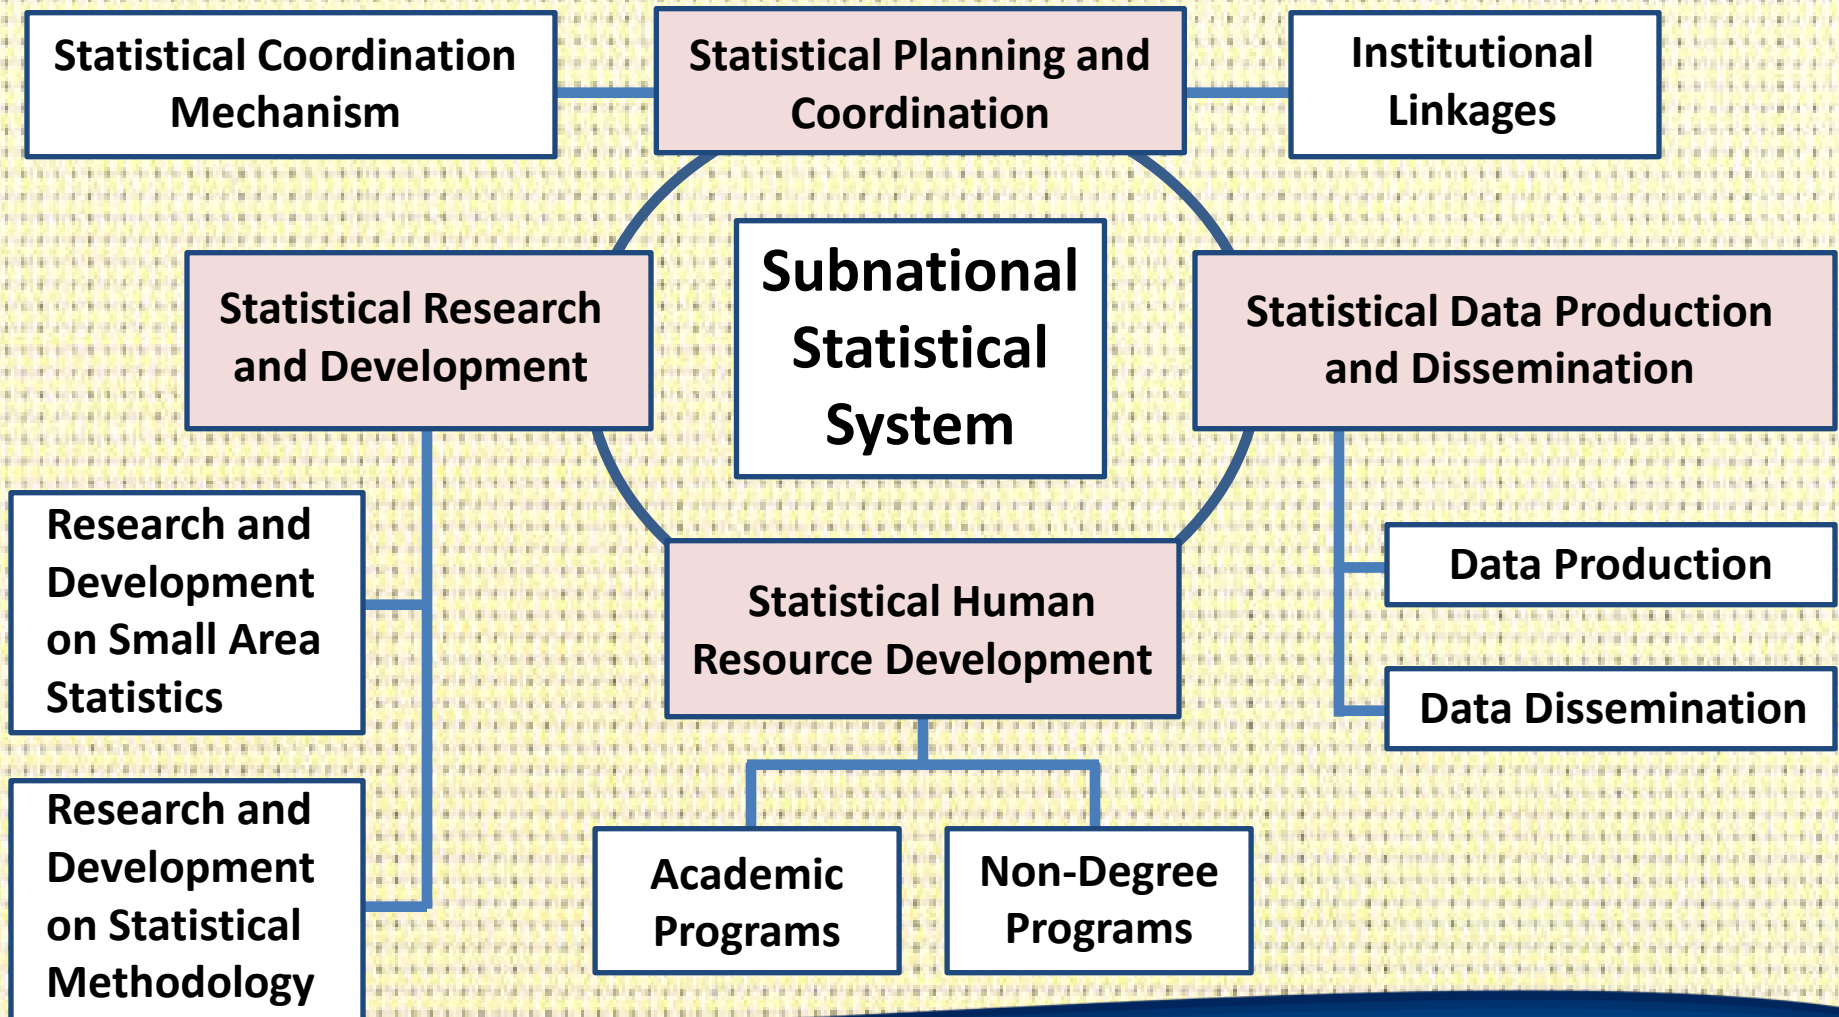 Statistical Coordination
Mechanism
Statistical Planning and
Coordination
Institutional
Linkages
Statistical Research
and Development
Subnational
Statistical
System
Statistical Data Production
and Dissemination
Research and
Development
on Small Area
Statistics
Statistical Human
Resource Development
Data Production
Data Dissemination
Research and
Development
on Statistical
Methodology
Academic
Programs
Non-Degree
Programs